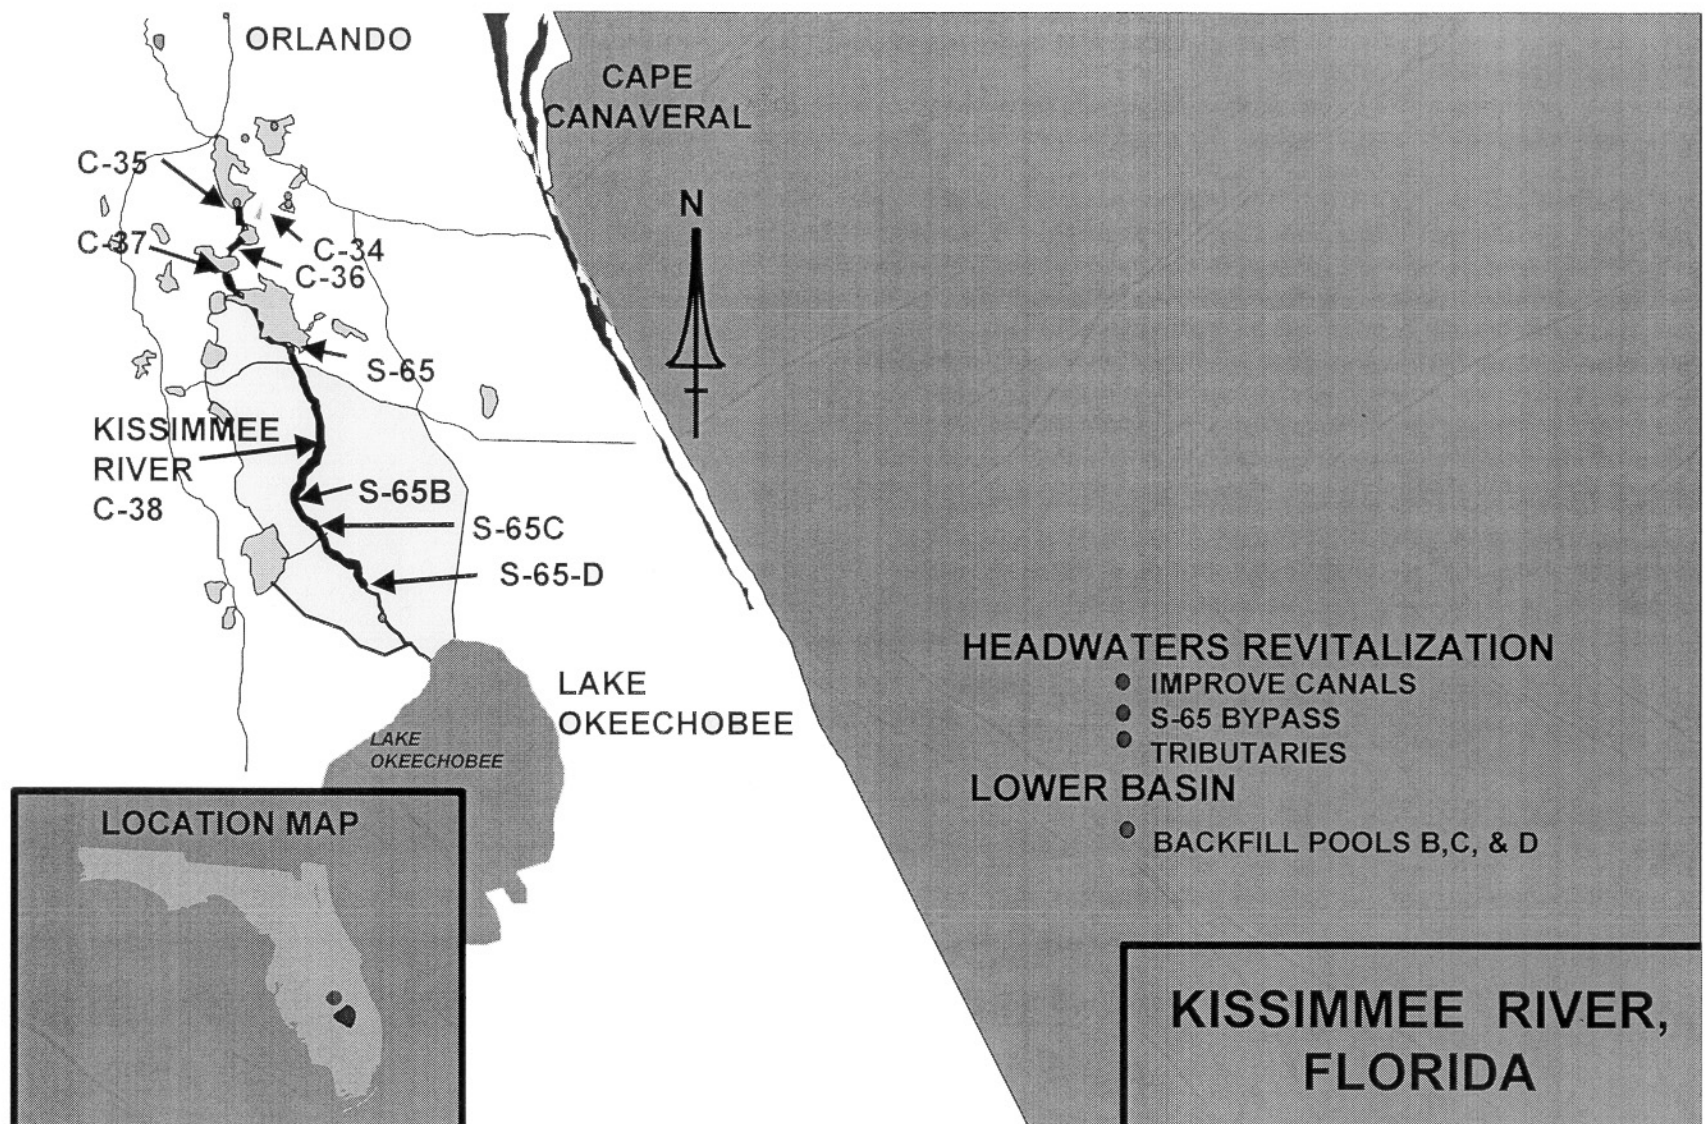 ORLANDO
CAPE
CANAVERAL
C-35
N
C-37
C-34
C-36
S-65
KISSIMMEE
RIVER
C-38
S-65B
S-65C
S-65-D
LAKE
OKEECHOBEE
LAKE
OKEECHOBEE
HEADWATERS REVITALIZATION
IMPROVE CANALS
S-65 BYPASS
TRIBUTARIES
LOWER BASIN
BACKFILL POOLS B,C, & D
LOCATION MAP
KISSIMMEE RIVER,
FLORIDA